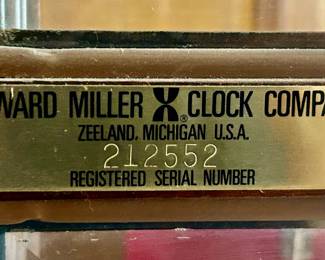 WARD MILLER ® CLOCK COMPA
ZEELAND, MICHIGAN U.S.A.
212552
REGISTERED SERIAL NUMBER